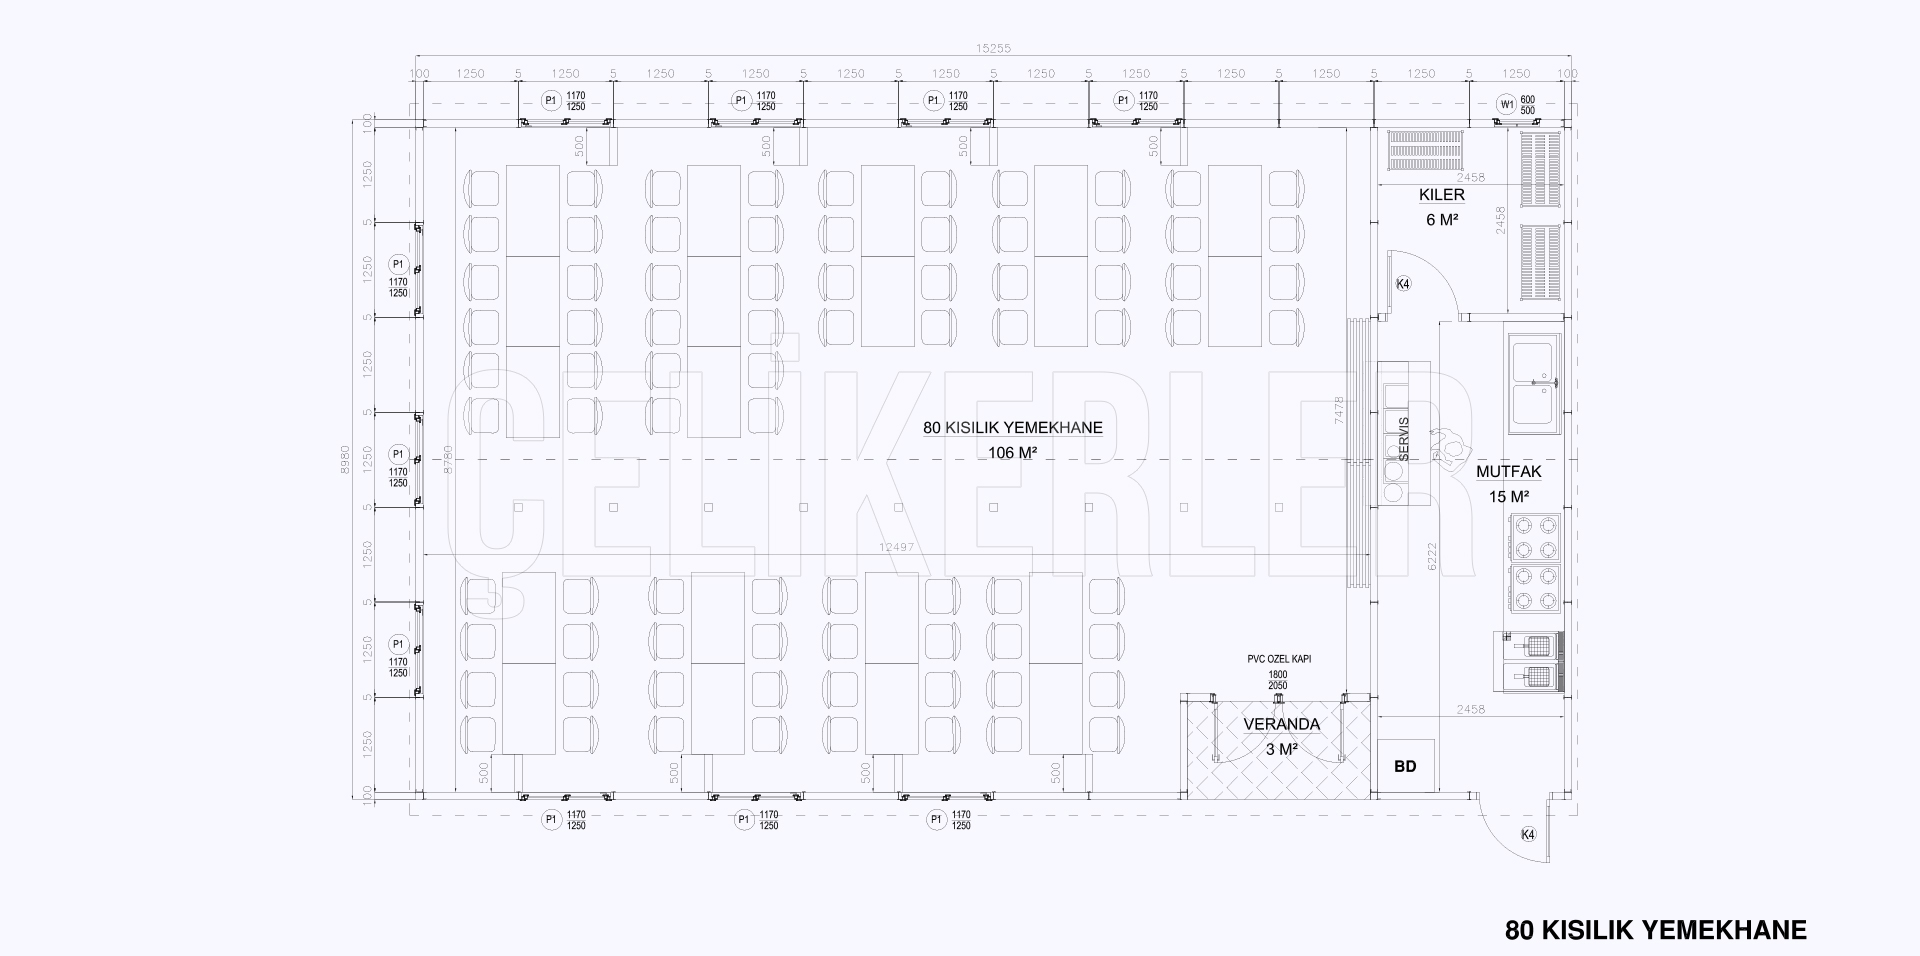 15255
100 1250 5 1250 5 1250 5 1250 5 1250 5 1250 5 1250 5 1250 5 1250 5 1250 5 1250 5 1250 100
P1 1170 1250
P1 1170 1250
P1 1170 1250
P1 1170 1250
W1 600 500
100
1250
5
1250
5
1250
5
1250
5
1250
5
1250
5
1250
100
8980
8780
500
500
500
500
P1 1170 1250
P1 1170 1250
P1 1170 1250
2458
KILER
6 M²
2458
K4
ÇELİKERLER
80 KISILIK YEMEKHANE
106 M²
7478
SERVIS
MUTFAK
15 M²
12497
6222
PVC OZEL KAPI
1800
2050
VERANDA
3 M²
2458
BD
500
500
500
500
P1 1170 1250
P1 1170 1250
P1 1170 1250
K4
80 KISILIK YEMEKHANE